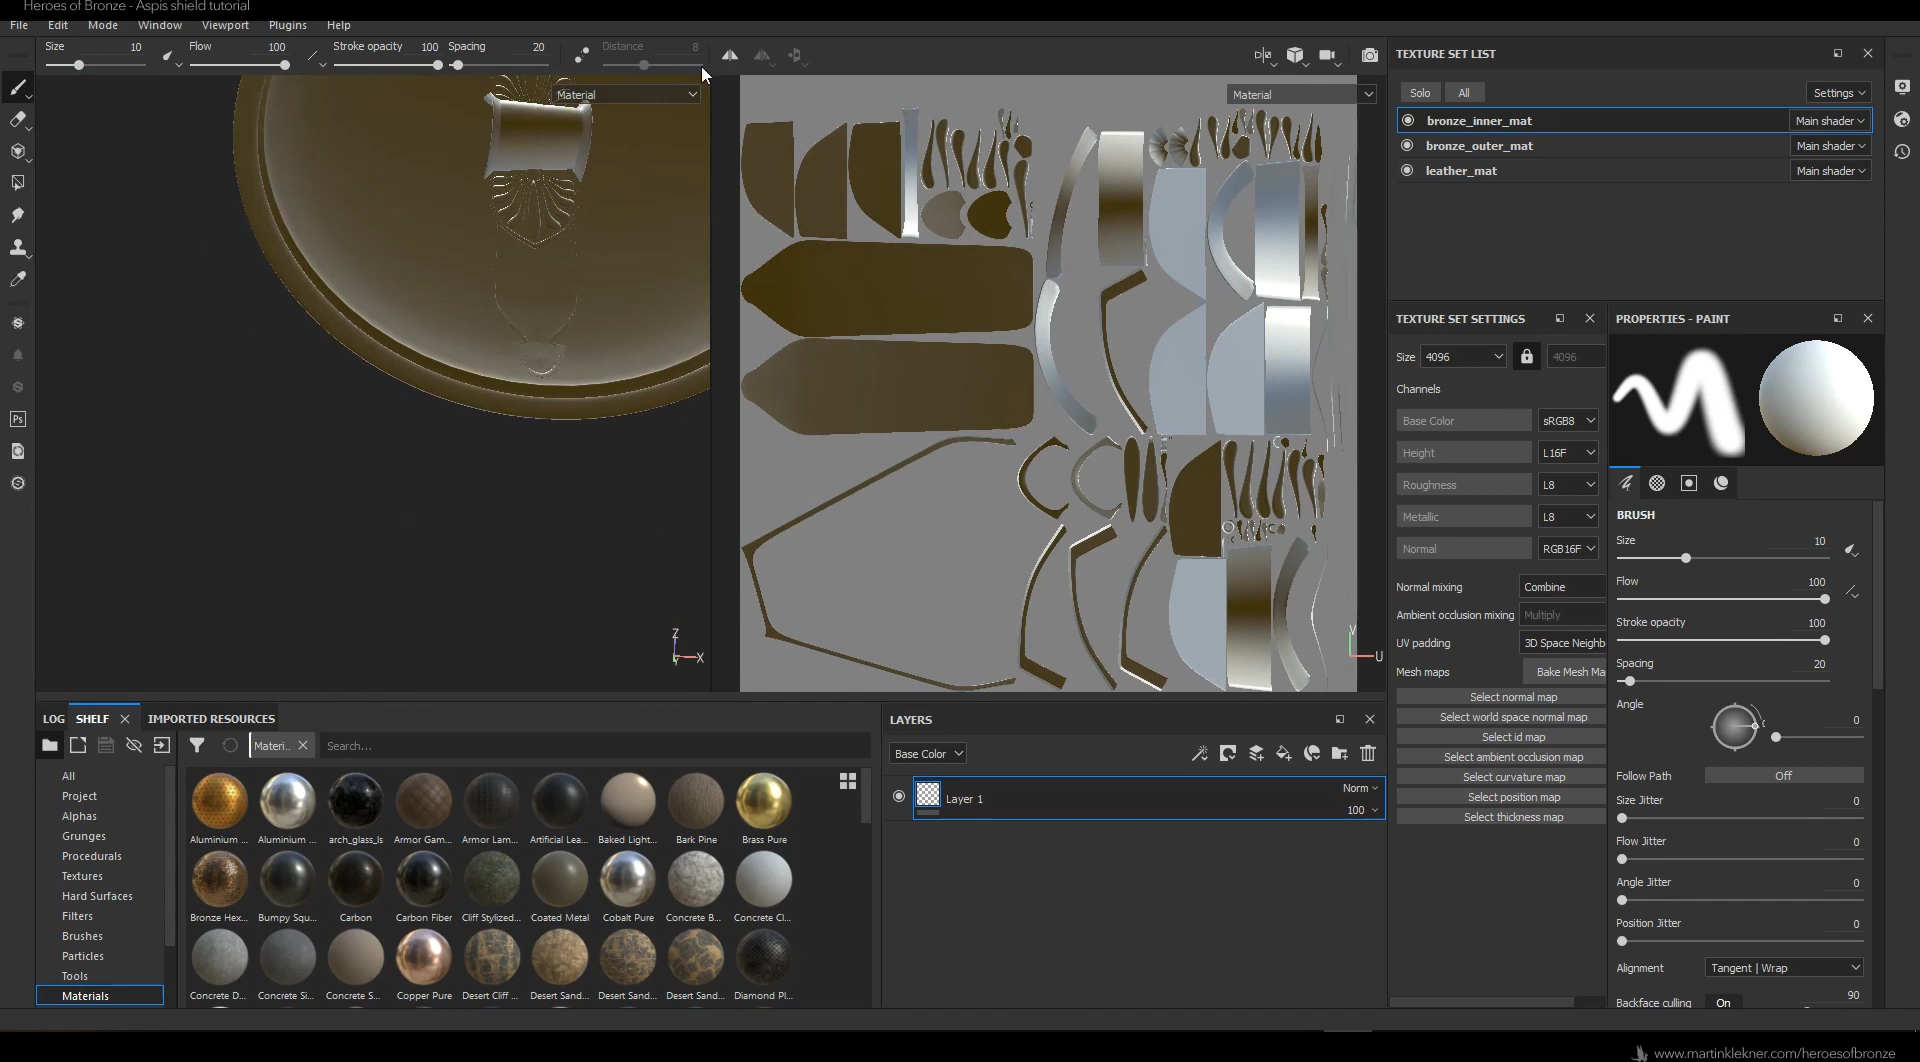 Heroes of Bronze - Aspis shield tutorial
File Edit Mode Window Viewport Plugins Help
Size 10 Flow 100 Stroke opacity 100 Spacing 20 Distance 8
Material
Material
Z
X
Y
V
U
TEXTURE SET LIST
Solo All Settings
bronze_inner_mat Main shader
bronze_outer_mat Main shader
leather_mat Main shader
TEXTURE SET SETTINGS
Size 4096 4096
Channels
Base Color sRGB8
Height L16F
Roughness L8
Metallic L8
Normal RGB16F
Normal mixing Combine
Ambient occlusion mixing Multiply
UV padding 3D Space Neighb
Mesh maps Bake Mesh Ma
Select normal map
Select world space normal map
Select id map
Select ambient occlusion map
Select curvature map
Select position map
Select thickness map
PROPERTIES - PAINT
BRUSH
Size 10
Flow 100
Stroke opacity 100
Spacing 20
Angle 0
Follow Path Off
Size Jitter 0
Flow Jitter 0
Angle Jitter 0
Position Jitter 0
Alignment Tangent | Wrap
Backface culling On 90
Ps
LOG SHELF IMPORTED RESOURCES
Materi.. Search...
All
Project
Alphas
Grunges
Procedurals
Textures
Hard Surfaces
Filters
Brushes
Particles
Tools
Materials
Aluminium ... Aluminium ... arch_glass_ls Armor Gam... Armor Lam... Artificial Lea... Baked Light... Bark Pine Brass Pure
Bronze Hex... Bumpy Squ... Carbon Carbon Fiber Cliff Stylized... Coated Metal Cobalt Pure Concrete B... Concrete Cl...
Concrete D... Concrete Si... Concrete S... Copper Pure Desert Cliff ... Desert Sand... Desert Sand... Desert Sand... Diamond Pl...
LAYERS
Base Color
Layer 1 Norm
100
www.martinklekner.com/heroesofbronze